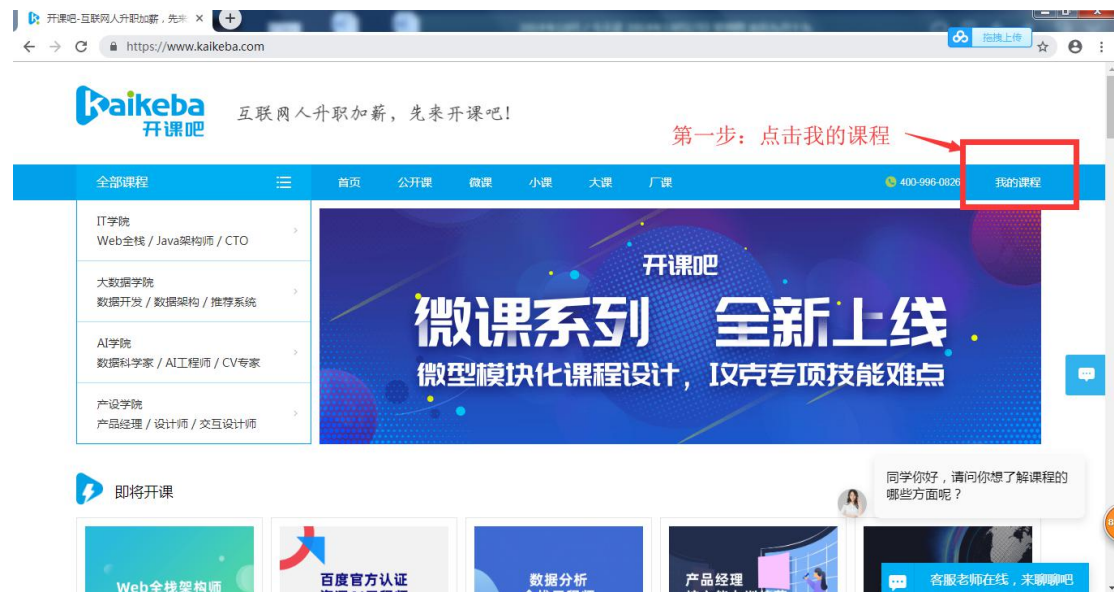 开课吧-互联网人升职加薪，先来
拖拽上传
https://www.kaikeba.com
Kaikeba
开课吧
互联网人升职加薪，先来开课吧！
第一步：点击我的课程
全部课程
首页
公开课
微课
小课
大课
厂课
400-996-0826
我的课程
IT学院
Web全栈 / Java架构师 / CTO
大数据学院
数据开发 / 数据架构 / 推荐系统
AI学院
数据科学家 / AI工程师 / CV专家
产设学院
产品经理 / 设计师 / 交互设计师
开课吧
微课系列 全新上线
微型模块化课程设计，攻克专项技能难点
即将开课
同学你好，请问你想了解课程的
哪些方面呢？
Web全栈架构师
百度官方认证
数据分析
产品经理
客服老师在线，来聊聊吧